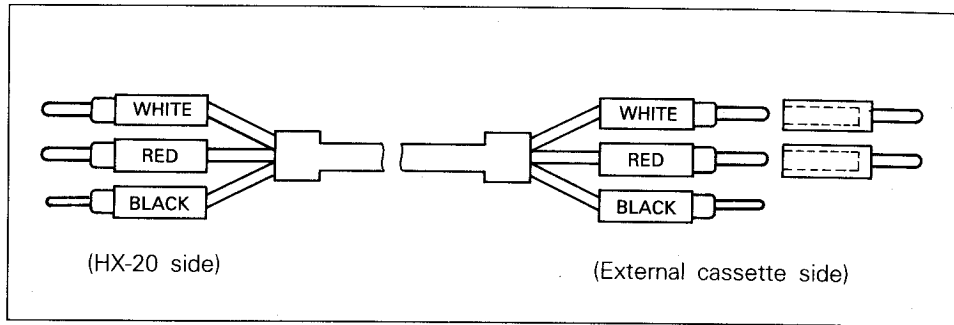 WHITE
RED
BLACK
(HX-20 side)
WHITE
RED
BLACK
(External cassette side)